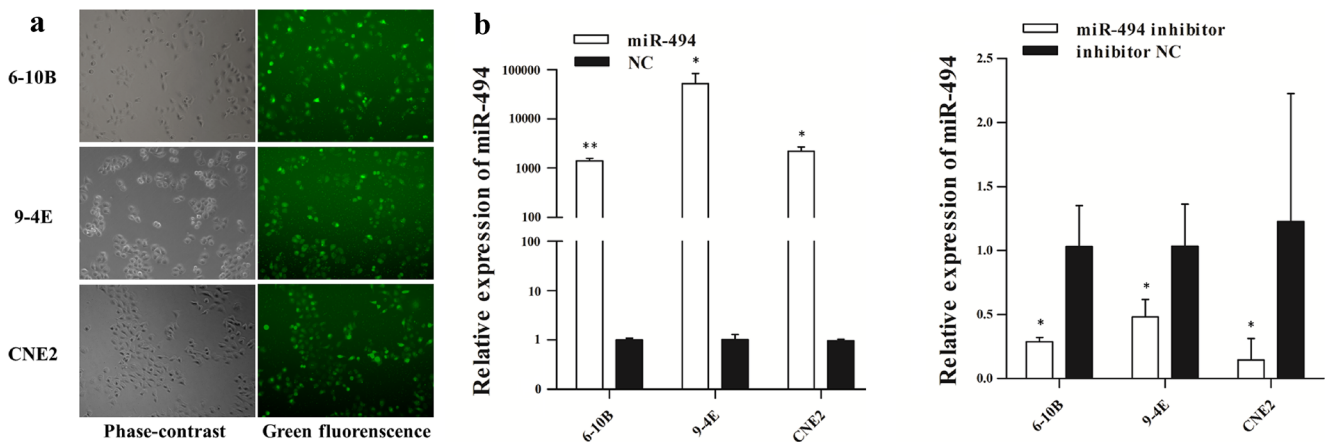 a
6-10B
9-4E
CNE2
Phase-contrast
Green fluorenscence
b
miR-494
NC
Relative expression of miR-494
100000
10000
1000
100
100
10
1
0
**
*
*
6-10B
9-4E
CNE2
miR-494 inhibitor
inhibitor NC
Relative expression of miR-494
2.5
2.0
1.5
1.0
0.5
0.0
*
*
*
6-10B
9-4E
CNE2